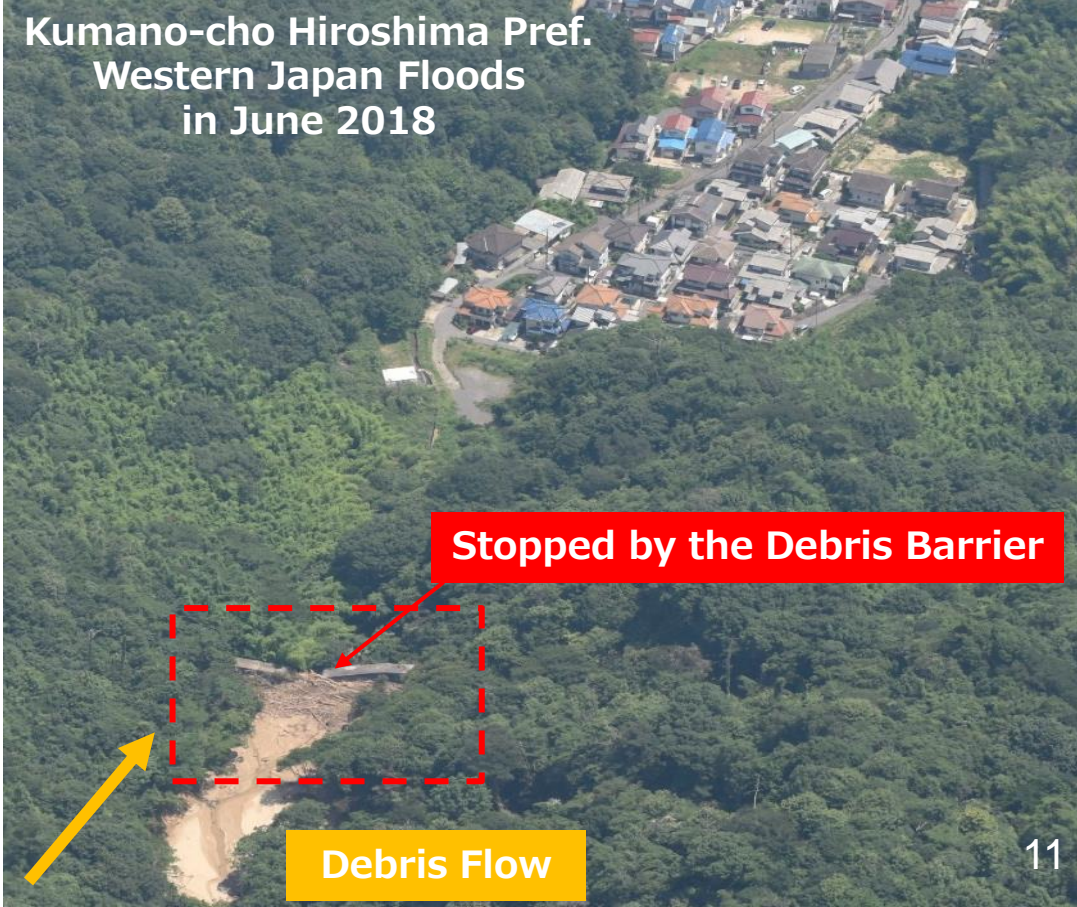 Kumano-cho Hiroshima Pref.
Western Japan Floods
in June 2018
Stopped by the Debris Barrier
Debris Flow
11